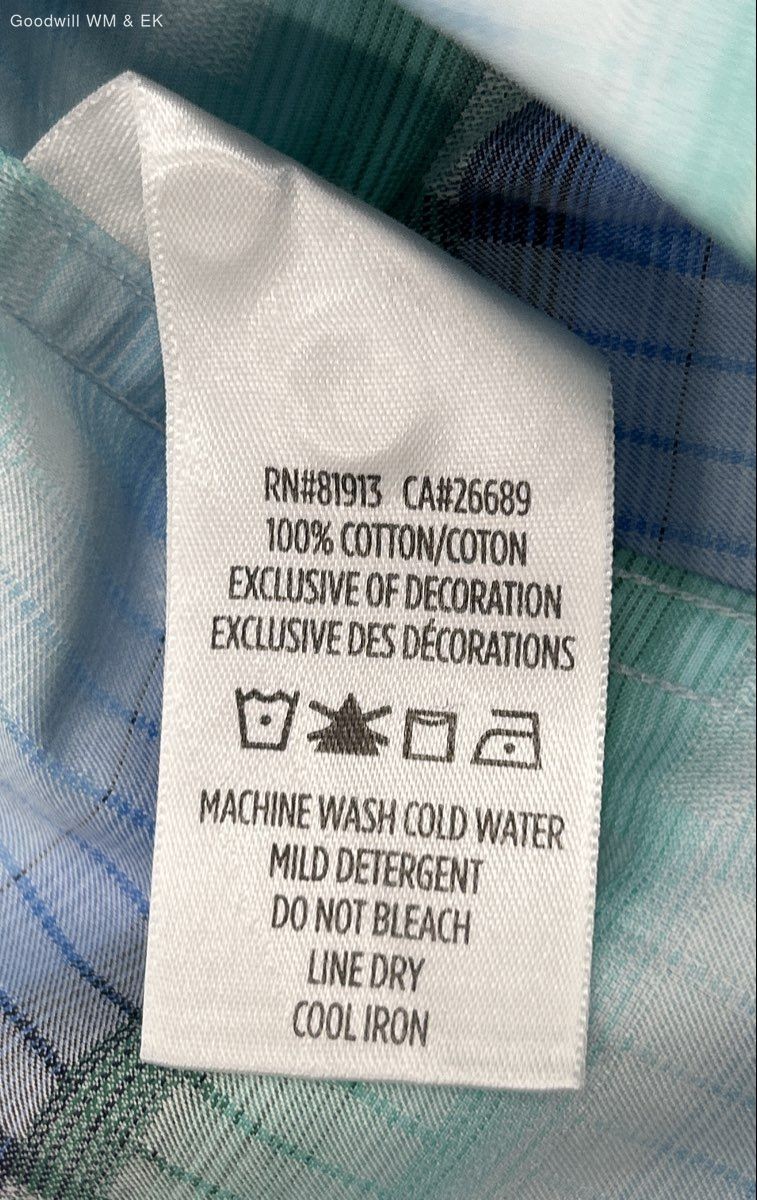 Goodwill WM & EK
RN#81913 CA#26689
100% COTTON/COTON
EXCLUSIVE OF DECORATION
EXCLUSIVE DES DÉCORATIONS
MACHINE WASH COLD WATER
MILD DETERGENT
DO NOT BLEACH
LINE DRY
COOL IRON